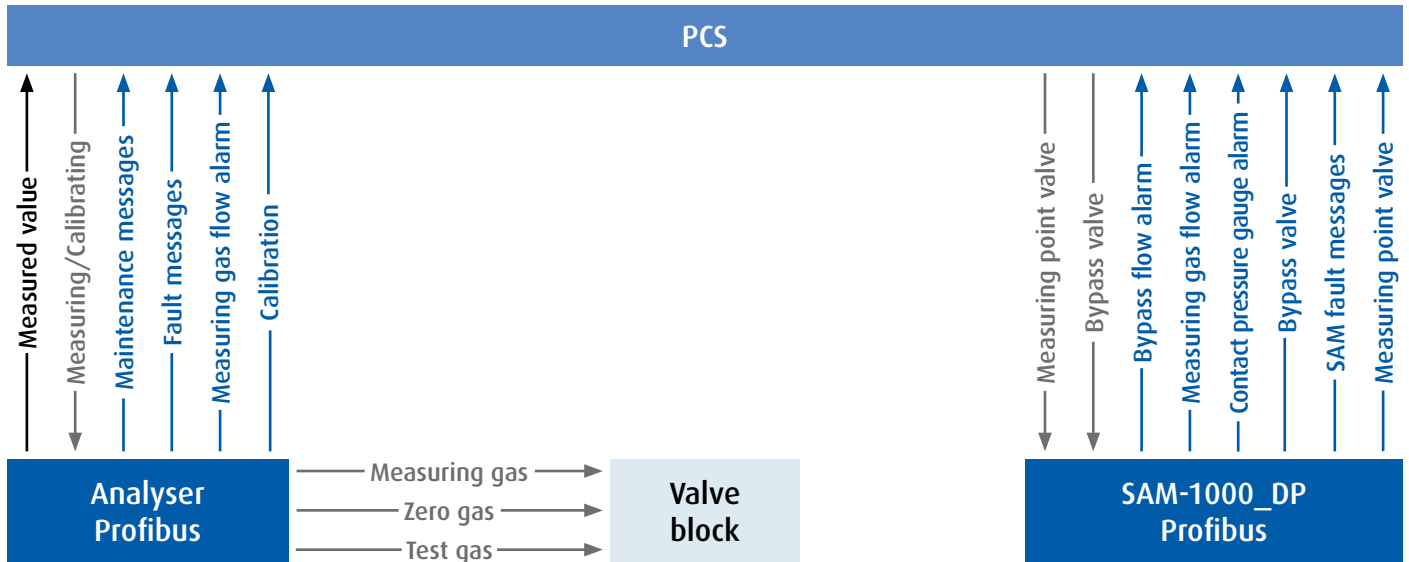 PCS
Measured value
Measuring/Calibrating
Maintenance messages
Fault messages
Measuring gas flow alarm
Calibration
Measuring point valve
Bypass valve
Bypass flow alarm
Measuring gas flow alarm
Contact pressure gauge alarm
Bypass valve
SAM fault messages
Measuring point valve
Analyser
Profibus
Measuring gas
Zero gas
Test gas
Valve
block
SAM-1000_DP
Profibus